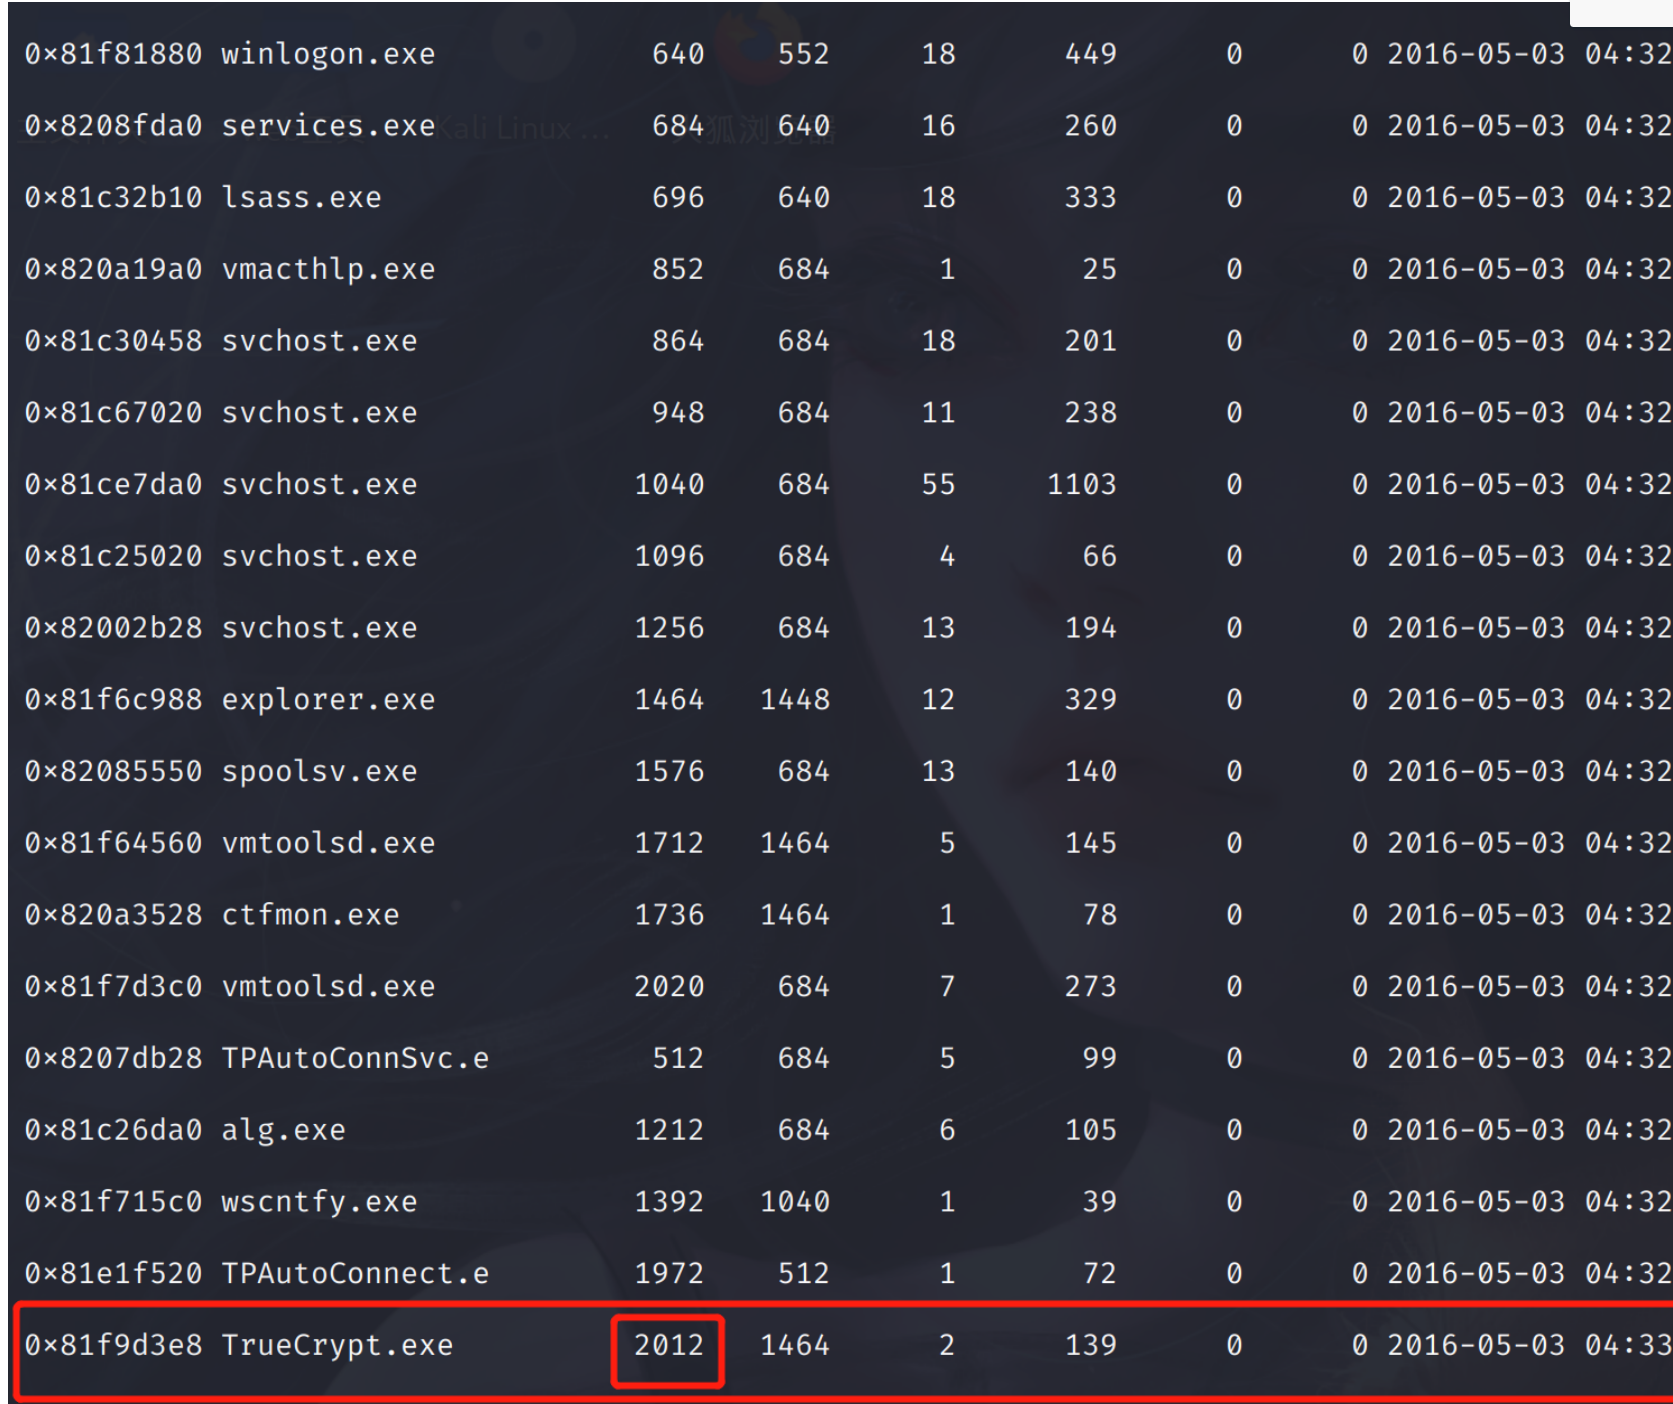 0×81f81880 winlogon.exe 640 552 18 449 0 0 2016-05-03 04:32
0×8208fda0 services.exe 684 640 16 260 0 0 2016-05-03 04:32
Kali Linux ... 火狐浏览器
0×81c32b10 lsass.exe 696 640 18 333 0 0 2016-05-03 04:32
0×820a19a0 vmacthlp.exe 852 684 1 25 0 0 2016-05-03 04:32
0×81c30458 svchost.exe 864 684 18 201 0 0 2016-05-03 04:32
0×81c67020 svchost.exe 948 684 11 238 0 0 2016-05-03 04:32
0×81ce7da0 svchost.exe 1040 684 55 1103 0 0 2016-05-03 04:32
0×81c25020 svchost.exe 1096 684 4 66 0 0 2016-05-03 04:32
0×82002b28 svchost.exe 1256 684 13 194 0 0 2016-05-03 04:32
0×81f6c988 explorer.exe 1464 1448 12 329 0 0 2016-05-03 04:32
0×82085550 spoolsv.exe 1576 684 13 140 0 0 2016-05-03 04:32
0×81f64560 vmtoolsd.exe 1712 1464 5 145 0 0 2016-05-03 04:32
0×820a3528 ctfmon.exe 1736 1464 1 78 0 0 2016-05-03 04:32
0×81f7d3c0 vmtoolsd.exe 2020 684 7 273 0 0 2016-05-03 04:32
0×8207db28 TPAutoConnSvc.e 512 684 5 99 0 0 2016-05-03 04:32
0×81c26da0 alg.exe 1212 684 6 105 0 0 2016-05-03 04:32
0×81f715c0 wscntfy.exe 1392 1040 1 39 0 0 2016-05-03 04:32
0×81e1f520 TPAutoConnect.e 1972 512 1 72 0 0 2016-05-03 04:32
0×81f9d3e8 TrueCrypt.exe 2012 1464 2 139 0 0 2016-05-03 04:33